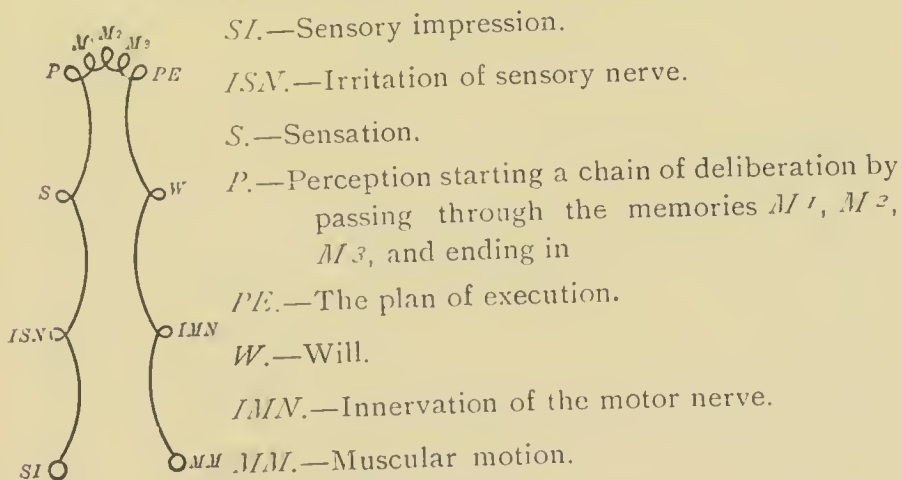 M¹ M² M³
P PE
S W
ISN IMN
SI MM
SI.—Sensory impression.
ISN.—Irritation of sensory nerve.
S.—Sensation.
P.—Perception starting a chain of deliberation by
passing through the memories M¹, M²,
M³, and ending in
PE.—The plan of execution.
W.—Will.
IMN.—Innervation of the motor nerve.
MM.—Muscular motion.